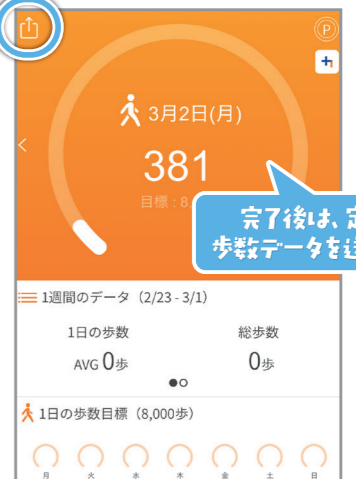 P
3月2日(月)
381
目標 : 8,
完了後は、定
歩数データを送
1週間のデータ（2/23 - 3/1）
1日の歩数 総歩数
AVG 0歩 0歩
1日の歩数目標（8,000歩）
月 火 水 木 金 土 日